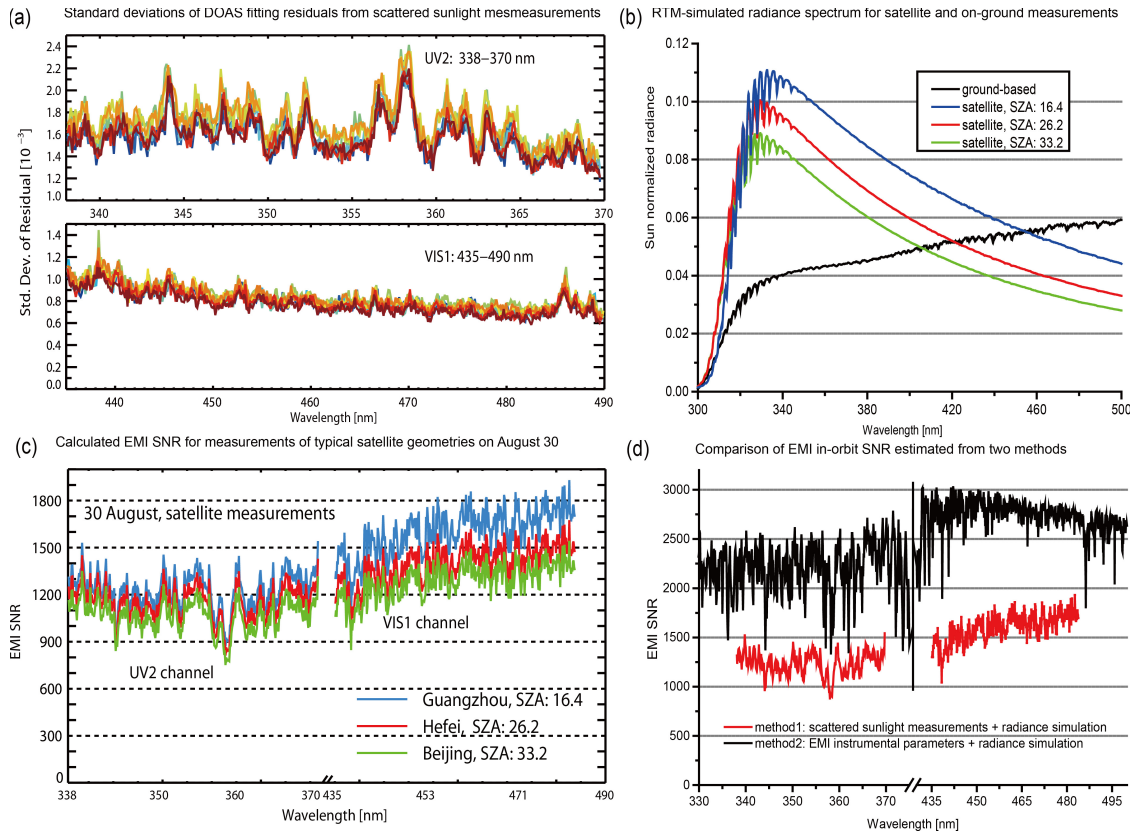 (a) Standard deviations of DOAS fitting residuals from scattered sunlight mesmeasurements
UV2: 338–370 nm
2.4
2.2
2.0
1.8
1.6
1.4
1.2
1.0
340 345 350 355 360 365 370
VIS1: 435–490 nm
1.4
1.2
1.0
0.8
0.6
0.4
0.2
0.0
440 450 460 470 480 490
Std. Dev. of Residual [10⁻³]
Wavelength [nm]
(b) RTM-simulated radiance spectrum for satellite and on-ground measurements
0.12
0.10
0.08
0.06
0.04
0.02
0.00
ground-based
satellite, SZA: 16.4
satellite, SZA: 26.2
satellite, SZA: 33.2
Sun normalized radiance
300 340 380 420 460 500
Wavelength [nm]
(c) Calculated EMI SNR for measurements of typical satellite geometries on August 30
1800
1500
1200
900
600
300
0
30 August, satellite measurements
VIS1 channel
UV2 channel
Guangzhou, SZA: 16.4
Hefei, SZA: 26.2
Beijing, SZA: 33.2
EMI SNR
338 350 360 370 435 453 471 490
Wavelength [nm]
(d) Comparison of EMI in-orbit SNR estimated from two methods
3000
2500
2000
1500
1000
500
0
method1: scattered sunlight measurements + radiance simulation
method2: EMI instrumental parameters + radiance simulation
EMI SNR
330 340 350 360 370 435 450 465 480 495
Wavelength [nm]